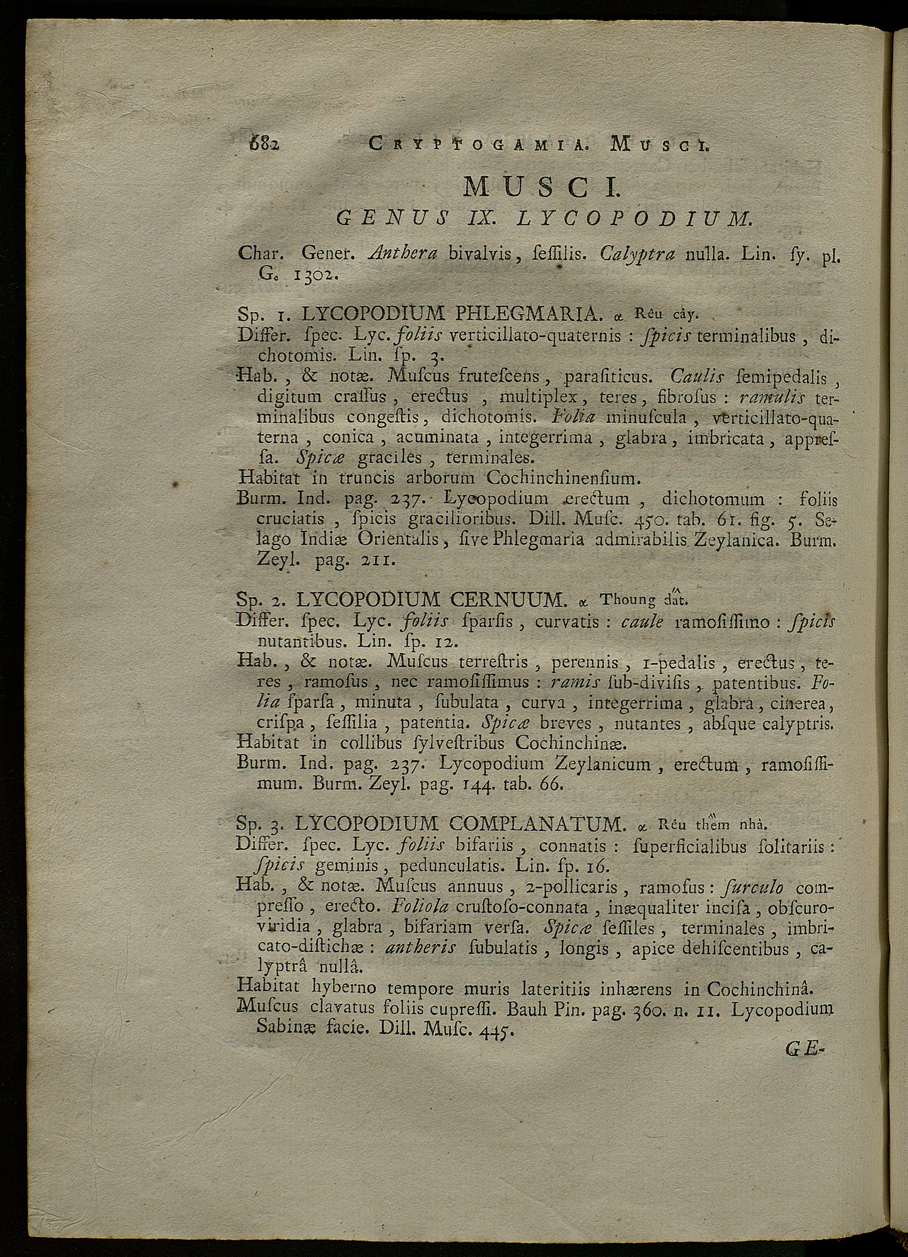 682 CRYPTOGAMIA. MUSCI.
MUSCI.
GENUS IX. LYCOPODIUM.
Char. Gener. Anthera bivalvis, ſeſſilis. Calyptra nulla. Lin. ſy. pl.
G. 1302.
Sp. 1. LYCOPODIUM PHLEGMARIA. α Rêu cây.
Differ. ſpec. Lyc. foliis verticillato-quaternis : ſpicis terminalibus , di-
chotomis. Lin. ſp. 3.
Hab. , & notæ. Muſcus fruteſcens , paraſiticus. Caulis ſemipedalis ,
digitum craſſus , erectus , multiplex , teres , fibroſus : ramulis ter-
minalibus congeſtis, dichotomis. Folia minuſcula , verticillato-qua-
terna , conica , acuminata , integerrima , glabra , imbricata , appreſ-
ſa. Spicæ graciles , terminales.
Habitat in truncis arborum Cochinchinenſium.
Burm. Ind. pag. 237. Lycopodium erectum , dichotomum : foliis
cruciatis , ſpicis gracilioribus. Dill. Muſc. 450. tab. 61. fig. 5. Se-
lago Indiæ Orientalis, ſive Phlegmaria admirabilis Zeylanica. Burm.
Zeyl. pag. 211.
Sp. 2. LYCOPODIUM CERNUUM. α Thoung dất.
Differ. ſpec. Lyc. foliis ſparſis , curvatis : caule ramoſiſſimo : ſpicis
nutantibus. Lin. ſp. 12.
Hab. , & notæ. Muſcus terreſtris , perennis , 1-pedalis , erectus , te-
res , ramoſus , nec ramoſiſſimus : ramis ſub-diviſis , patentibus. Fo-
lia ſparſa , minuta , ſubulata , curva , integerrima , glabra , cinerea,
criſpa , ſeſſilia , patentia. Spicæ breves , nutantes , abſque calyptris.
Habitat in collibus ſylveſtribus Cochinchinæ.
Burm. Ind. pag. 237. Lycopodium Zeylanicum , erectum , ramoſiſſi-
mum. Burm. Zeyl. pag. 144. tab. 66.
Sp. 3. LYCOPODIUM COMPLANATUM. α Rêu thềm nhà.
Differ. ſpec. Lyc. foliis bifariis , connatis : ſuperficialibus ſolitariis :
ſpicis geminis , pedunculatis. Lin. ſp. 16.
Hab. , & notæ. Muſcus annuus , 2-pollicaris , ramoſus : ſurculo com-
preſſo , erecto. Foliola cruſtoſo-connata , inæqualiter inciſa , obſcuro-
viridia , glabra , bifariam verſa. Spicæ ſeſſiles , terminales , imbri-
cato-diſtichæ : antheris ſubulatis , longis , apice dehiſcentibus , ca-
lyptrâ nullâ.
Habitat hyberno tempore muris lateritiis inhærens in Cochinchinâ.
Muſcus clavatus foliis cupreſſi. Bauh Pin. pag. 360. n. 11. Lycopodium
Sabinæ facie. Dill. Muſc. 445.
GE-